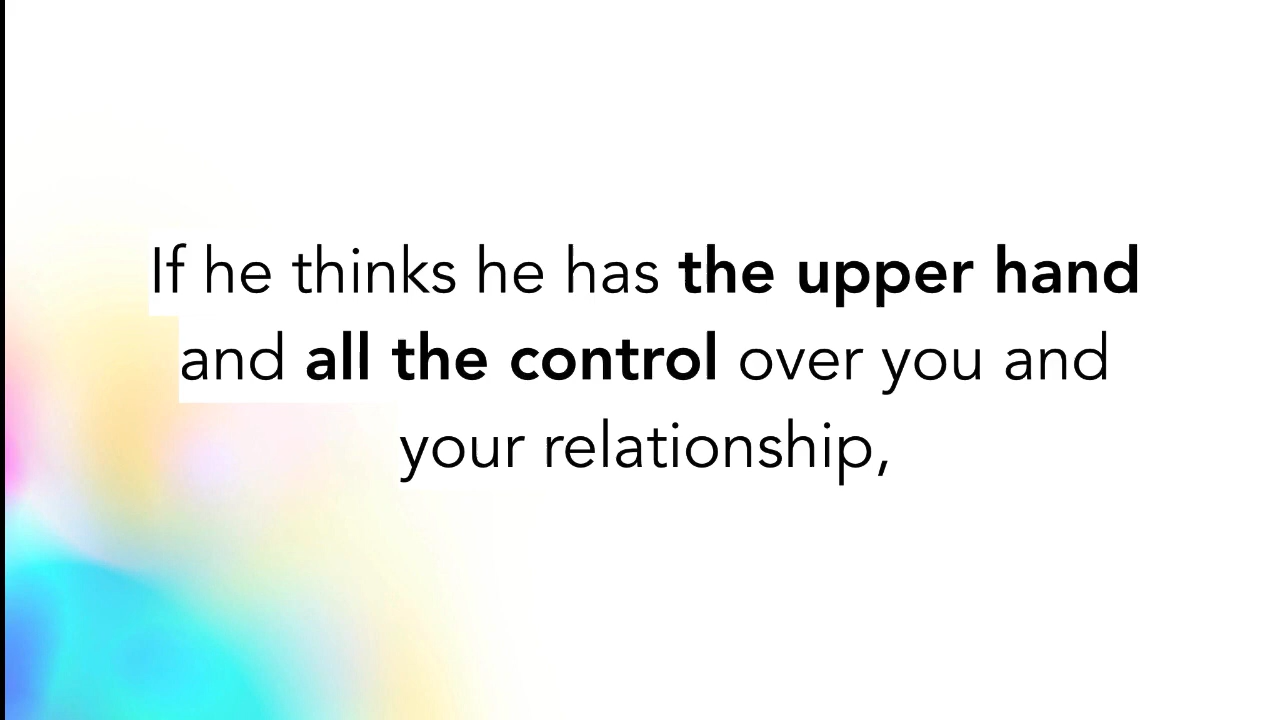 If he thinks he has the upper hand
and all the control over you and
your relationship,